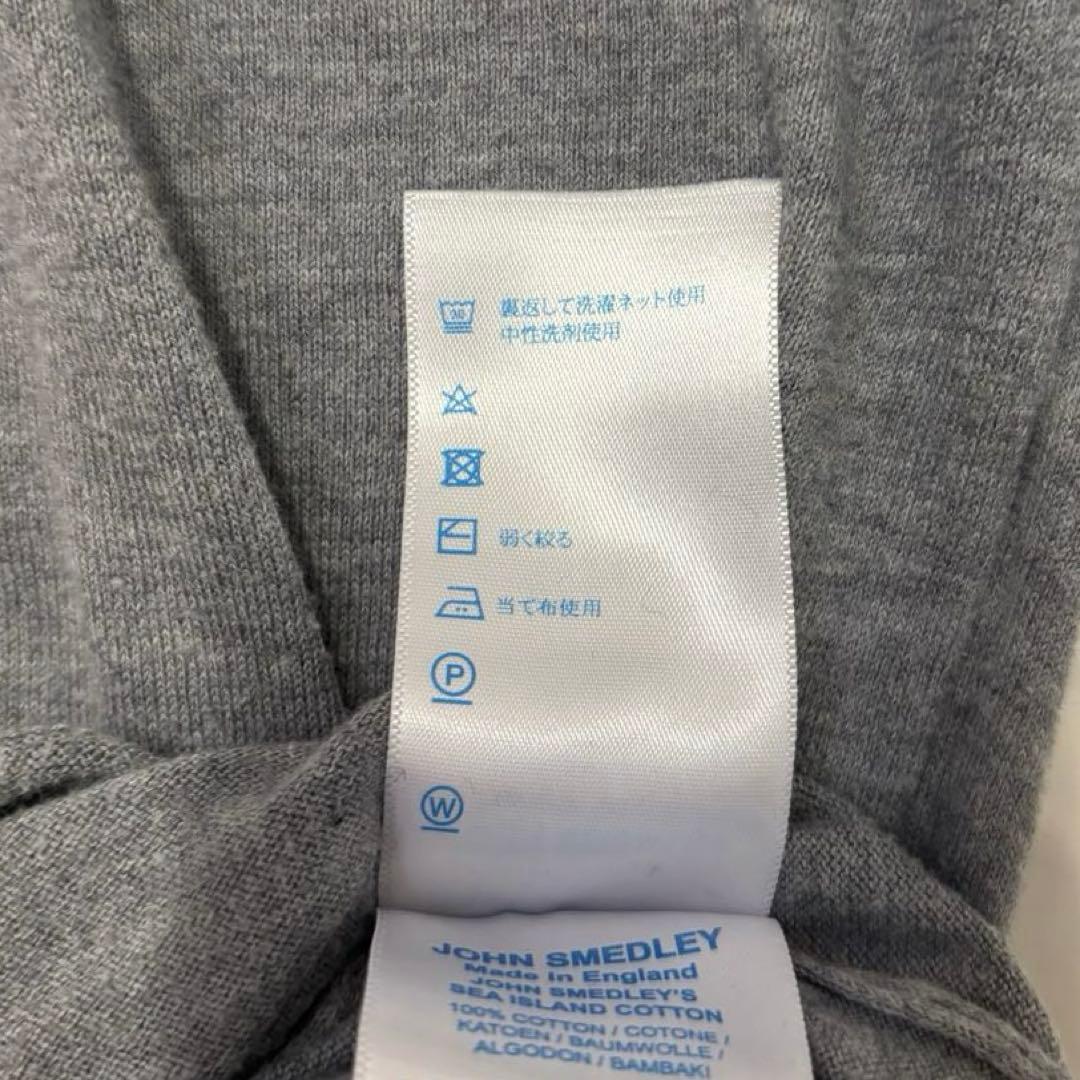 30
裏返して洗濯ネット使用
中性洗剤使用
弱く絞る
当て布使用
P
W
JOHN SMEDLEY
Made in England
JOHN SMEDLEY'S
SEA ISLAND COTTON
100% COTTON / COTONE /
KATOEN / BAUMWOLLE /
ALGODON / BAMBAKI